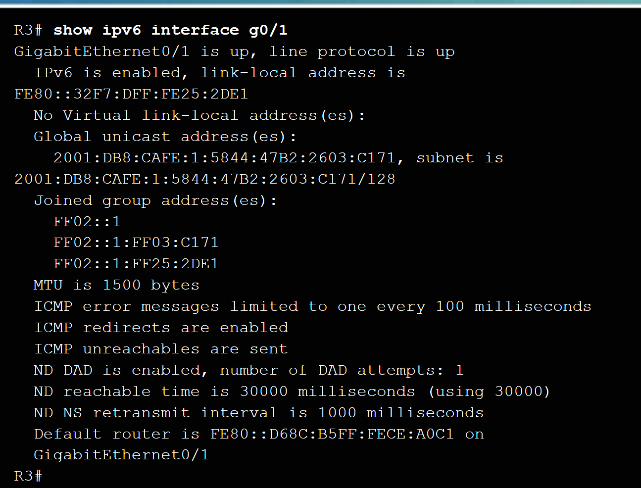 R3# show ipv6 interface g0/1
GigabitEthernet0/1 is up, line protocol is up
IPv6 is enabled, link-local address is
FE80::32F7:DFF:FE25:2DE1
No Virtual link-local address(es):
Global unicast address(es):
2001:DB8:CAFE:1:5844:47B2:2603:C171, subnet is
2001:DB8:CAFE:1:5844:47B2:2603:C171/128
Joined group address(es):
FF02::1
FF02::1:FF03:C171
FF02::1:FF25:2DE1
MTU is 1500 bytes
ICMP error messages limited to one every 100 milliseconds
ICMP redirects are enabled
ICMP unreachables are sent
ND DAD is enabled, number of DAD attempts: 1
ND reachable time is 30000 milliseconds (using 30000)
ND NS retransmit interval is 1000 milliseconds
Default router is FE80::D68C:B5FF:FECE:A0C1 on
GigabitEthernet0/1
R3#